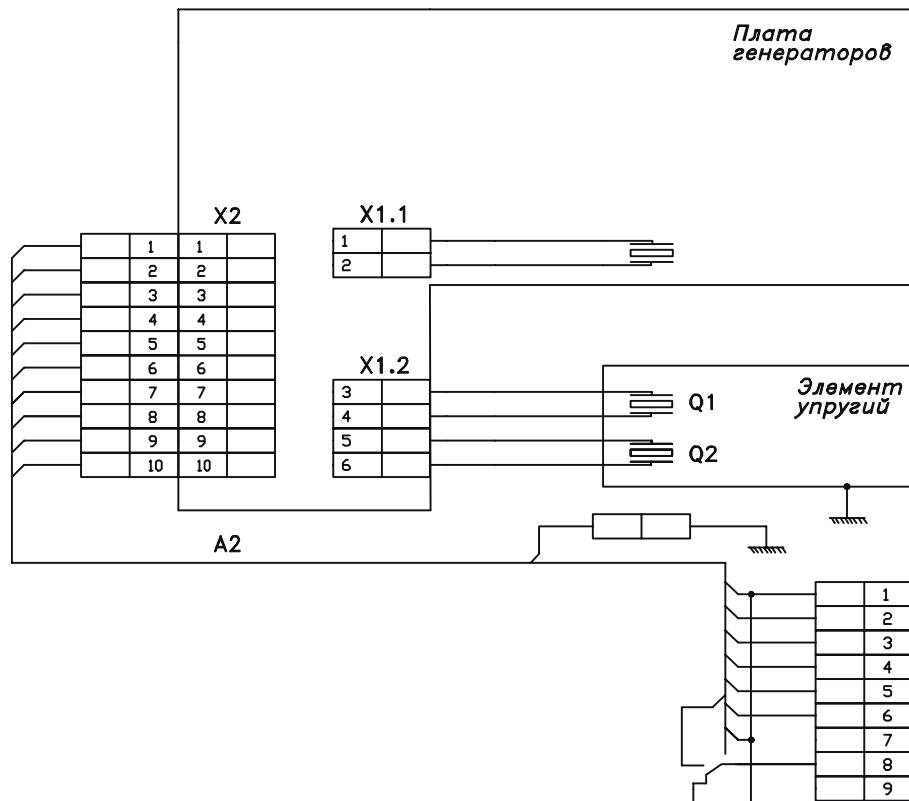 Плата
генераторов
X2
X1.1
1 1
2 2
3 3
4 4
5 5
6 6
7 7
8 8
9 9
10 10
1
2
X1.2
3
4
5
6
Элемент
упругий
Q1
Q2
A2
1
2
3
4
5
6
7
8
9